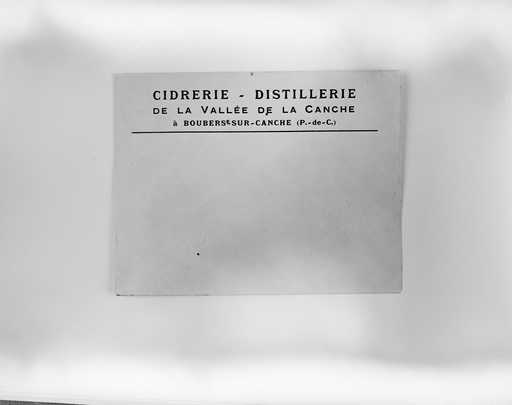 CIDRERIE - DISTILLERIE
DE LA VALLÉE DE LA CANCHE
à BOUBERS-SUR-CANCHE (P.-de-C.)